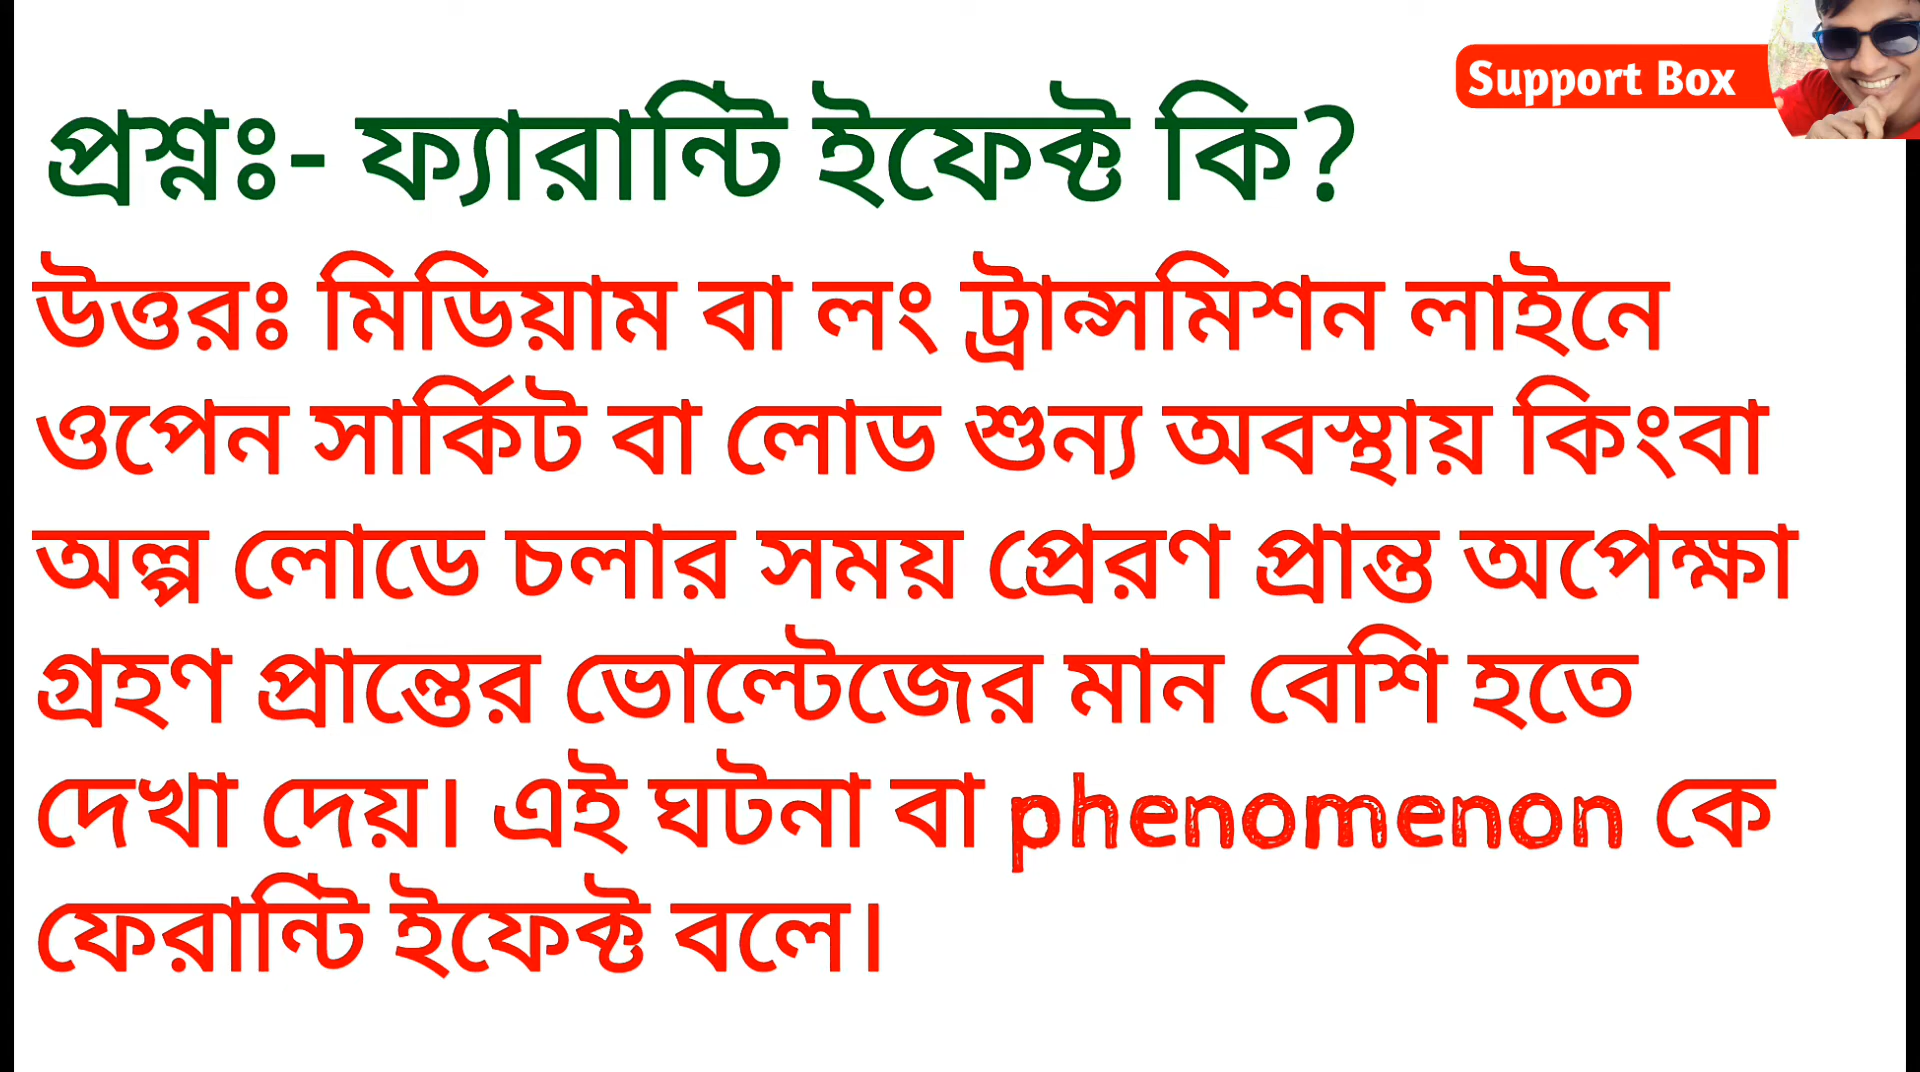 Support Box
প্রশ্নঃ- ফ্যারান্টি ইফেক্ট কি?
উত্তরঃ মিডিয়াম বা লং ট্রান্সমিশন লাইনে
ওপেন সার্কিট বা লোড শুন্য অবস্থায় কিংবা
অল্প লোডে চলার সময় প্রেরণ প্রান্ত অপেক্ষা
গ্রহণ প্রান্তের ভোল্টেজের মান বেশি হতে
দেখা দেয়। এই ঘটনা বা phenomenon কে
ফেরান্টি ইফেক্ট বলে।